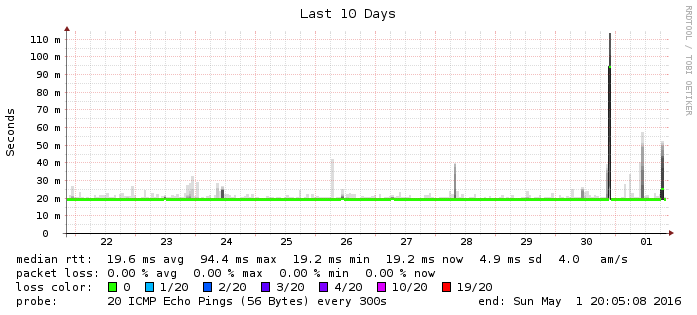 Last 10 Days
RRDTOOL / TOBI OETIKER
Seconds
110 m
100 m
90 m
80 m
70 m
60 m
50 m
40 m
30 m
20 m
10 m
0
22 23 24 25 26 27 28 29 30 01
median rtt: 19.6 ms avg 94.4 ms max 19.2 ms min 19.2 ms now 4.9 ms sd 4.0 am/s
packet loss: 0.00 % avg 0.00 % max 0.00 % min 0.00 % now
loss color: 0 1/20 2/20 3/20 4/20 10/20 19/20
probe: 20 ICMP Echo Pings (56 Bytes) every 300s end: Sun May 1 20:05:08 2016